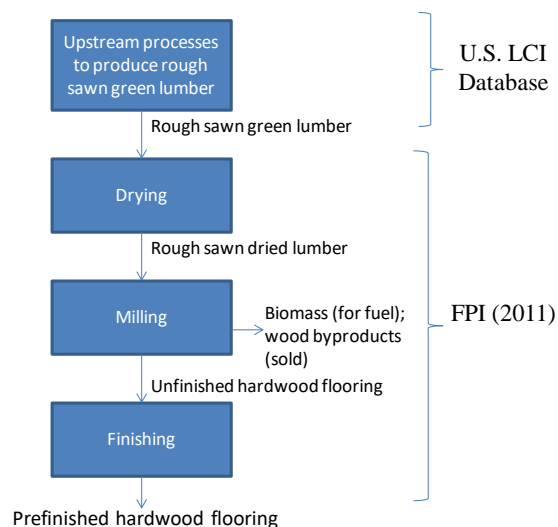 Upstream processes
to produce rough
sawn green lumber
U.S. LCI
Database
Rough sawn green lumber
Drying
Rough sawn dried lumber
Milling
Biomass (for fuel);
wood byproducts
(sold)
FPI (2011)
Unfinished hardwood flooring
Finishing
Prefinished hardwood flooring